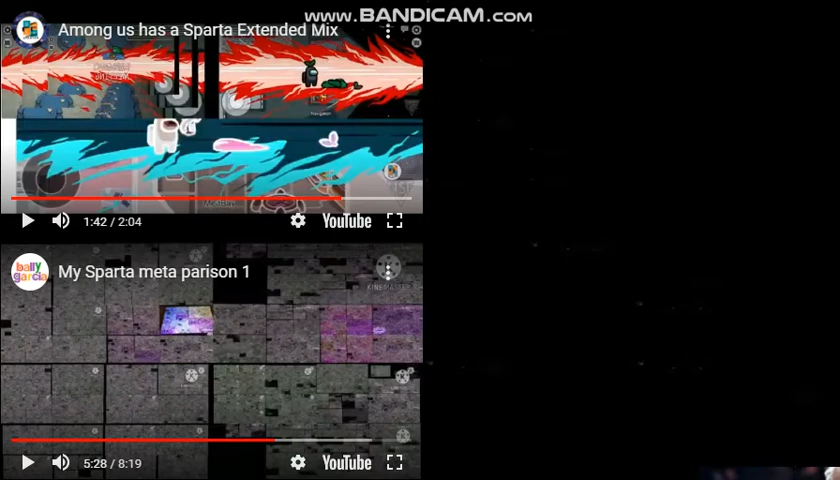 www.BANDICAM.com
Among us has a Sparta Extended Mix
1:42 / 2:04
YouTube
bally
garcia
My Sparta meta parison 1
KINEMASTER
5:28 / 8:19
YouTube